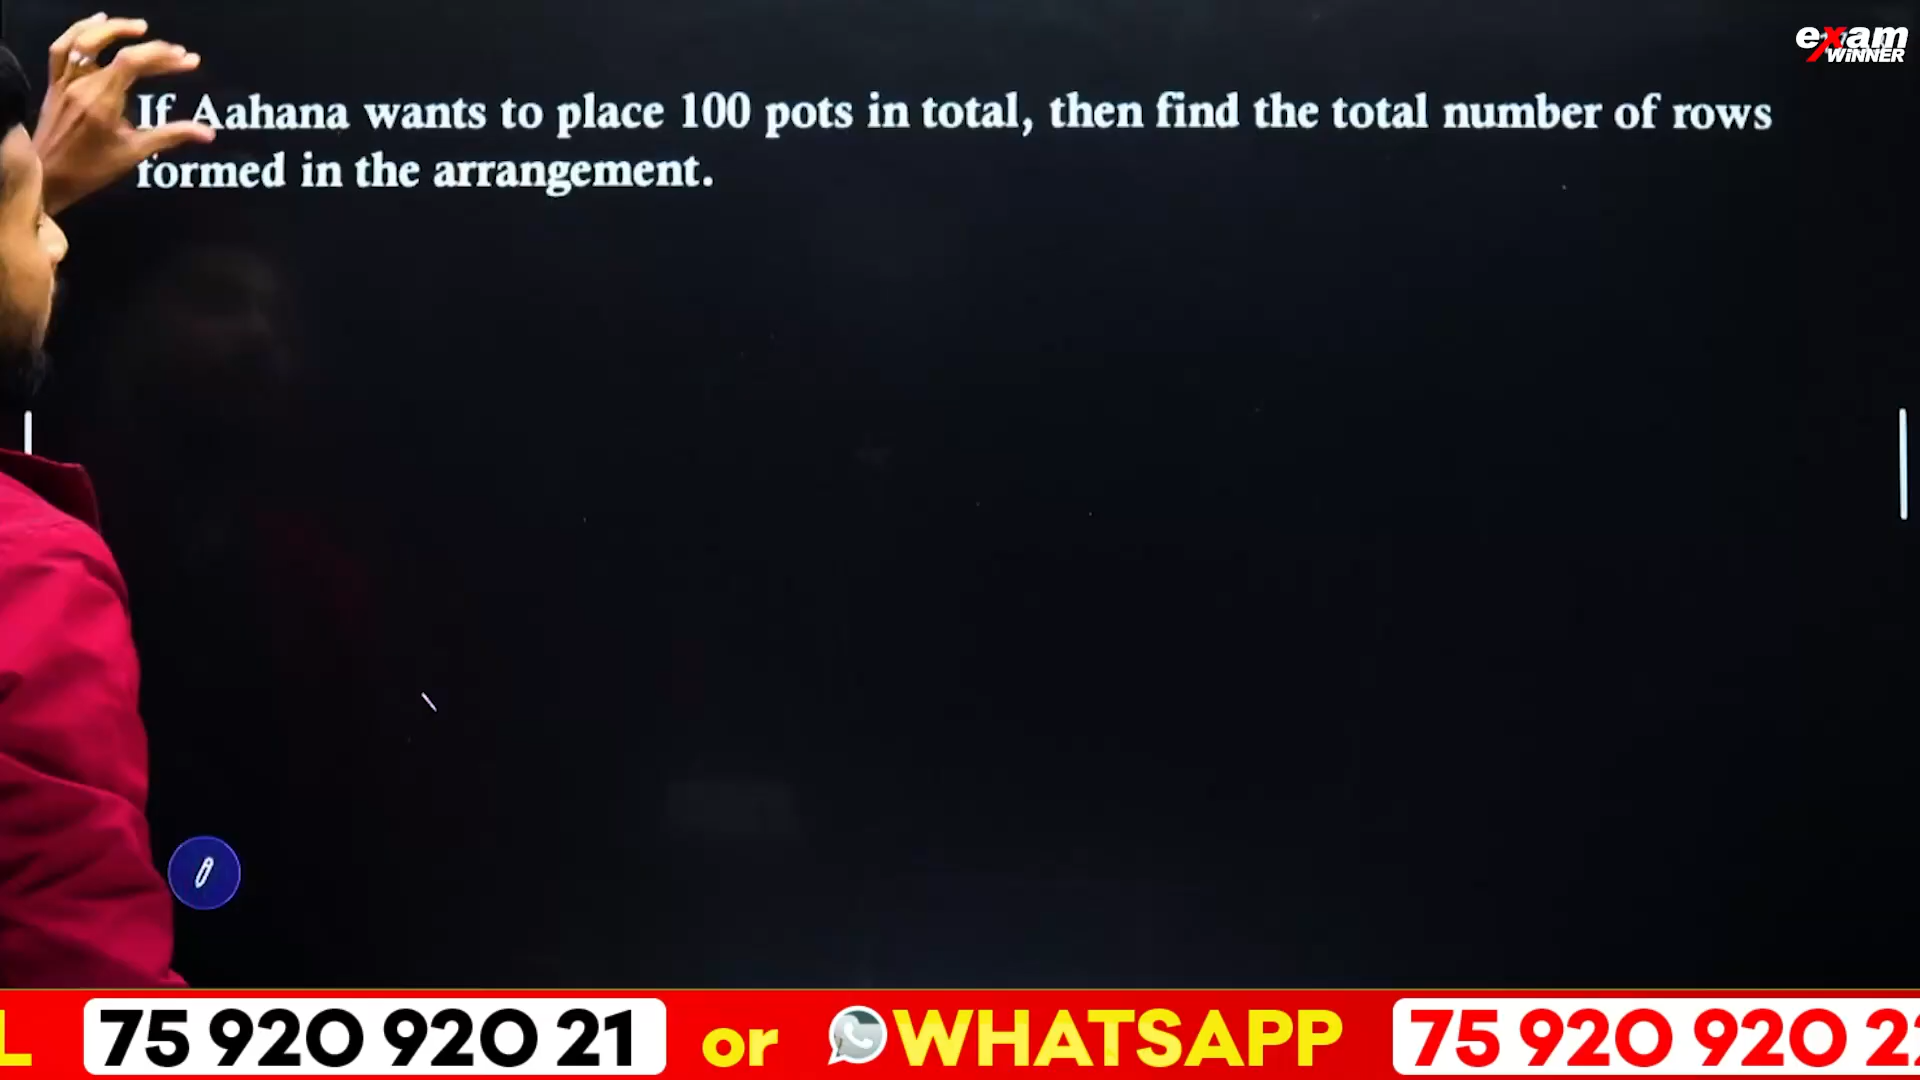 exam
WiNNER
If Aahana wants to place 100 pots in total, then find the total number of rows
formed in the arrangement.
L 75 920 920 21 or WHATSAPP 75 920 920 22